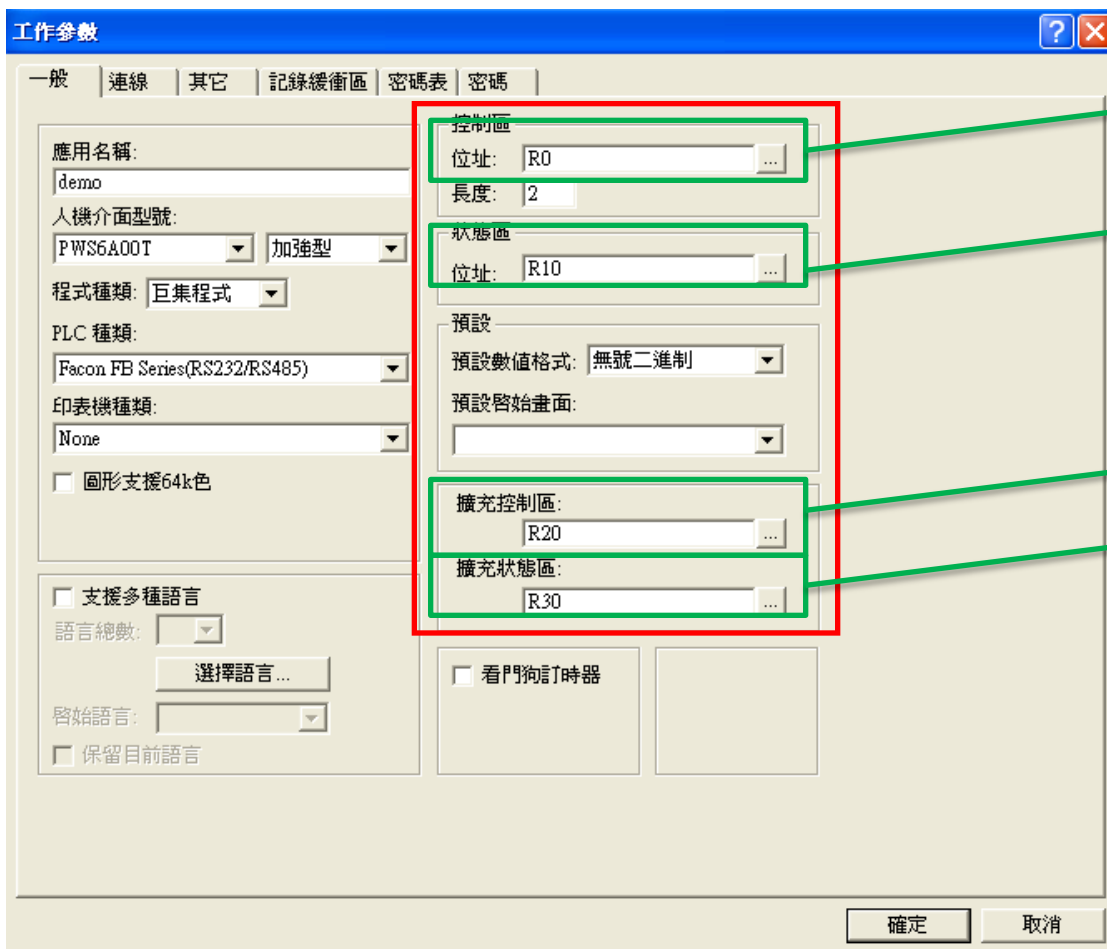 工作參數
一般 連線 其它 記錄緩衝區 密碼表 密碼
應用名稱:
demo
人機介面型號:
PWS6A00T 加強型
程式種類: 巨集程式
PLC 種類:
Facon FB Series(RS232/RS485)
印表機種類:
None
圖形支援64k色
支援多種語言
語言總數:
選擇語言...
啓始語言:
保留目前語言
控制區
位址: R0 ...
長度: 2
狀態區
位址: R10 ...
預設
預設數值格式: 無號二進制
預設啓始畫面:
擴充控制區:
R20 ...
擴充狀態區:
R30 ...
看門狗訂時器
確定 取消